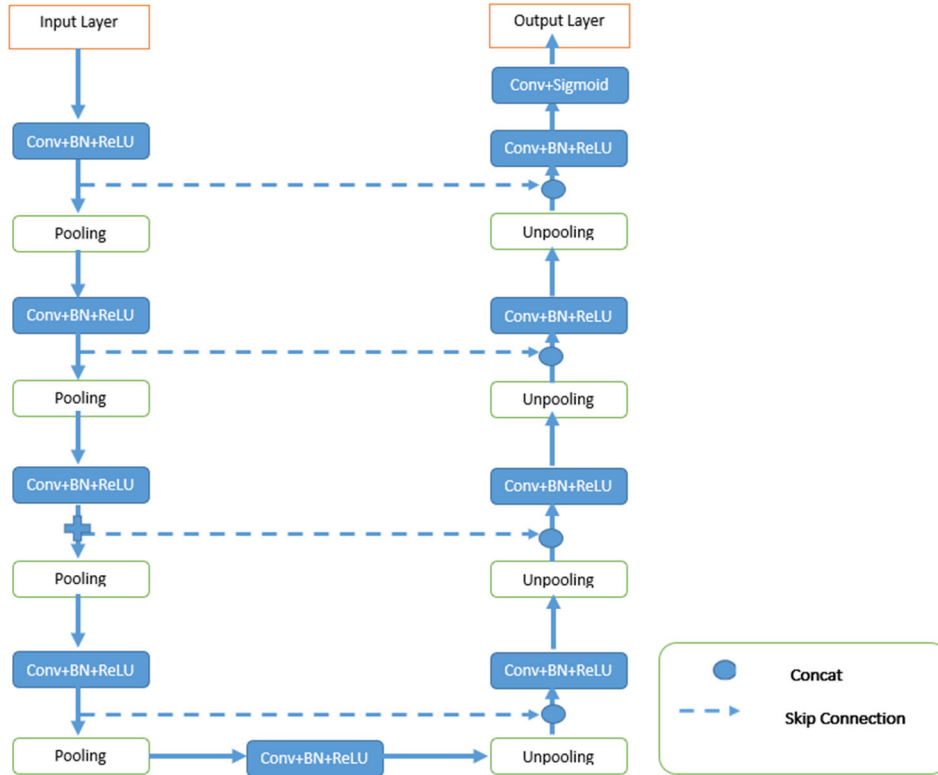 Input Layer
Conv+BN+ReLU
Pooling
Conv+BN+ReLU
Pooling
Conv+BN+ReLU
Pooling
Conv+BN+ReLU
Pooling
Conv+BN+ReLU
Unpooling
Conv+BN+ReLU
Unpooling
Conv+BN+ReLU
Unpooling
Conv+BN+ReLU
Unpooling
Conv+BN+ReLU
Conv+Sigmoid
Output Layer
Concat
Skip Connection